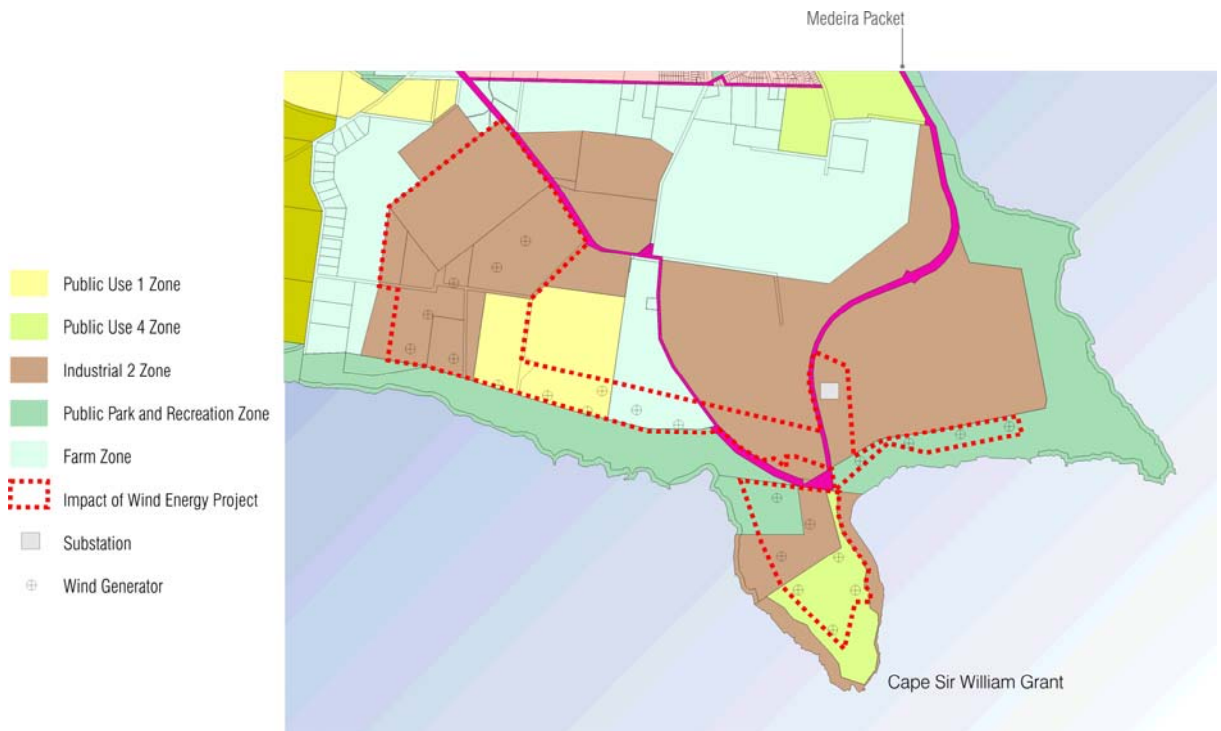 Medeira Packet
Public Use 1 Zone
Public Use 4 Zone
Industrial 2 Zone
Public Park and Recreation Zone
Farm Zone
Impact of Wind Energy Project
Substation
Wind Generator
Cape Sir William Grant